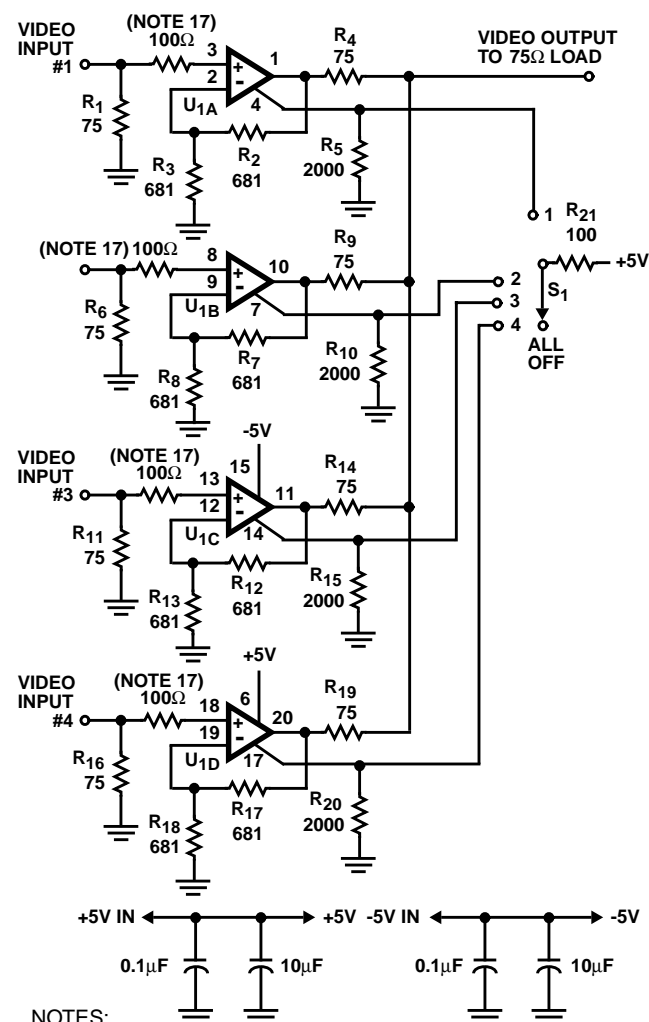 VIDEO INPUT #1
(NOTE 17)
100Ω
3
2
+
-
1
4
U1A
R1
75
R3
681
R2
681
R4
75
R5
2000
VIDEO OUTPUT
TO 75Ω LOAD
1
R21
100
+5V
2
3
4
S1
ALL
OFF
(NOTE 17) 100Ω
8
9
+
-
10
7
U1B
R6
75
R8
681
R7
681
R9
75
R10
2000
VIDEO
INPUT
#3
(NOTE 17)
100Ω
-5V
13
15
12
+
-
11
14
U1C
R11
75
R13
681
R12
681
R14
75
R15
2000
VIDEO
INPUT
#4
(NOTE 17)
100Ω
+5V
18
6
19
+
-
20
17
U1D
R16
75
R18
681
R17
681
R19
75
R20
2000
+5V IN
+5V
-5V IN
-5V
0.1µF
10µF
0.1µF
10µF
NOTES: